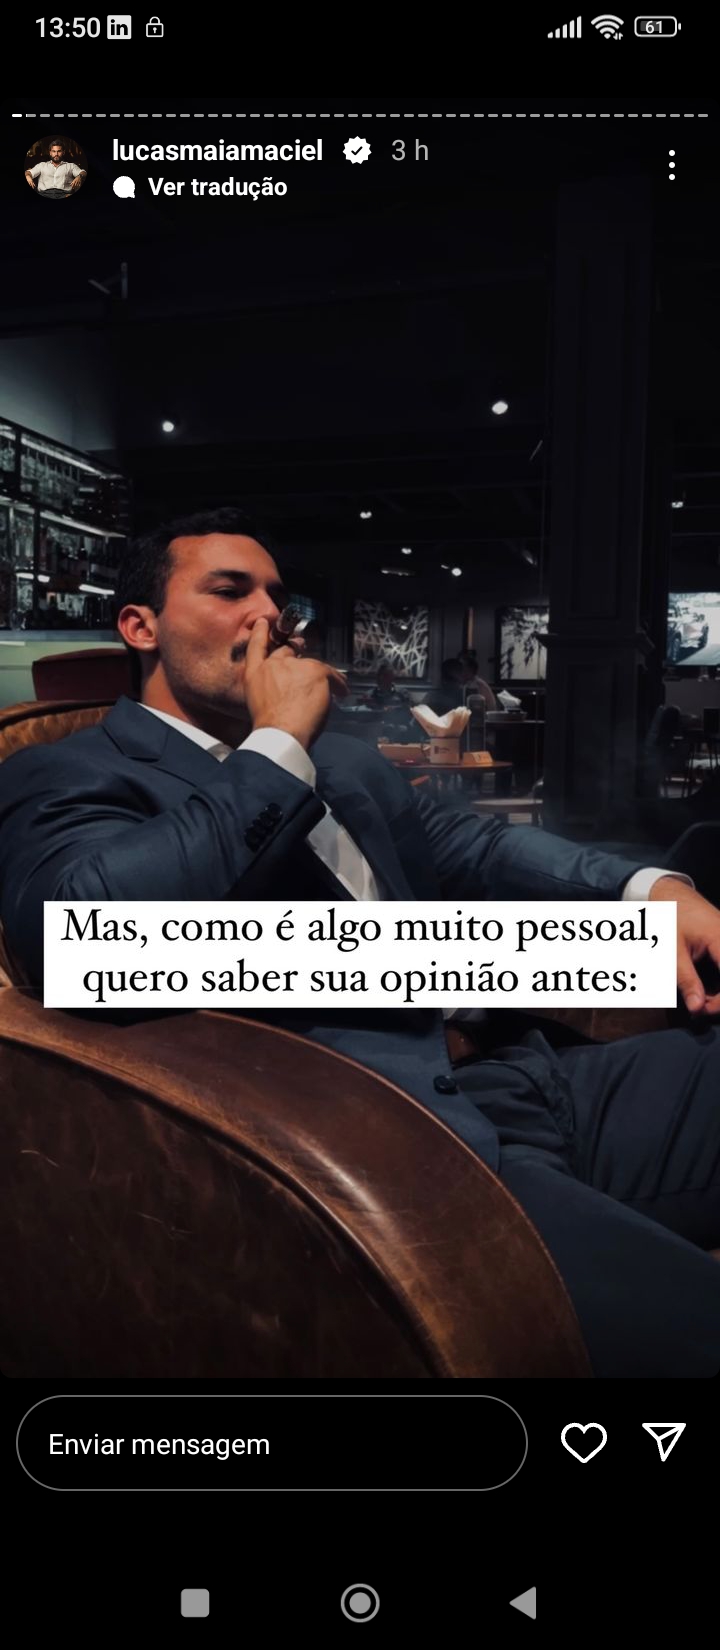 13:50 in
61
lucasmaiamaciel 3 h
Ver tradução
Mas, como é algo muito pessoal,
quero saber sua opinião antes:
Enviar mensagem